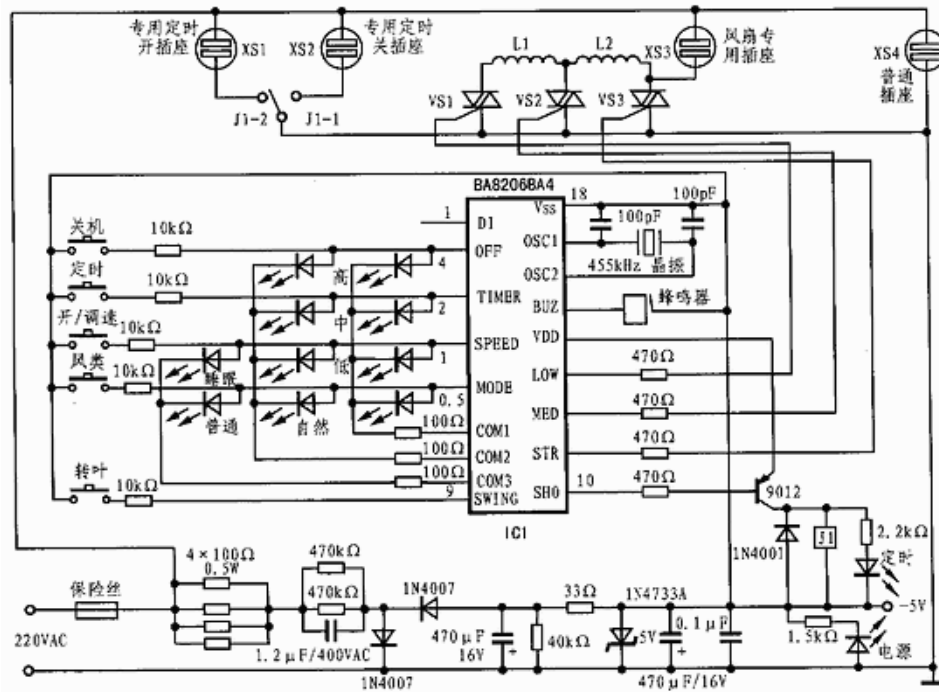 专用定时
开插座
XS1
专用定时
关插座
XS2
L1
L2
XS3
风扇专
用插座
XS4
普通
插座
VS1
VS2
VS3
J1-2
J1-1
BA8206BA4
18
100pF
100pF
1
DI
VSS
关机
10kΩ
高
4
OFF
OSC1
455kHz
晶振
OSC2
定时
10kΩ
中
2
TIMER
BUZ
蜂鸣器
开/调速
10kΩ
低
1
SPEED
VDD
风类
10kΩ
睡眠
LOW
470Ω
普通
自然
0.5
MODE
MED
470Ω
100Ω
COM1
100Ω
COM2
STR
470Ω
100Ω
COM3
转叶
10kΩ
9
SWING
SHO
10
470Ω
9012
IC1
1N4001
J1
2.2kΩ
定时
4×100Ω
0.5W
470kΩ
保险丝
470kΩ
1N4007
33Ω
1N4733A
-5V
220VAC
1.2μF/400VAC
470μF
16V
40kΩ
5V
0.1μF
1.5kΩ
电源
1N4007
470μF/16V